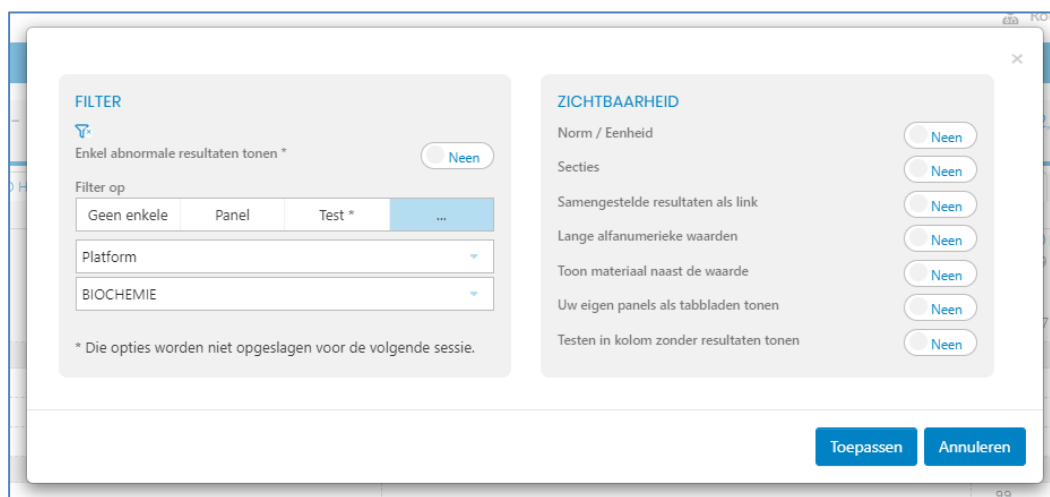 FILTER
Enkel abnormale resultaten tonen *
Neen
Filter op
Geen enkele
Panel
Test *
...
Platform
BIOCHEMIE
* Die opties worden niet opgeslagen voor de volgende sessie.
ZICHTBAARHEID
Norm / Eenheid
Neen
Secties
Neen
Samengestelde resultaten als link
Neen
Lange alfanumerieke waarden
Neen
Toon materiaal naast de waarde
Neen
Uw eigen panels als tabbladen tonen
Neen
Testen in kolom zonder resultaten tonen
Neen
Toepassen
Annuleren